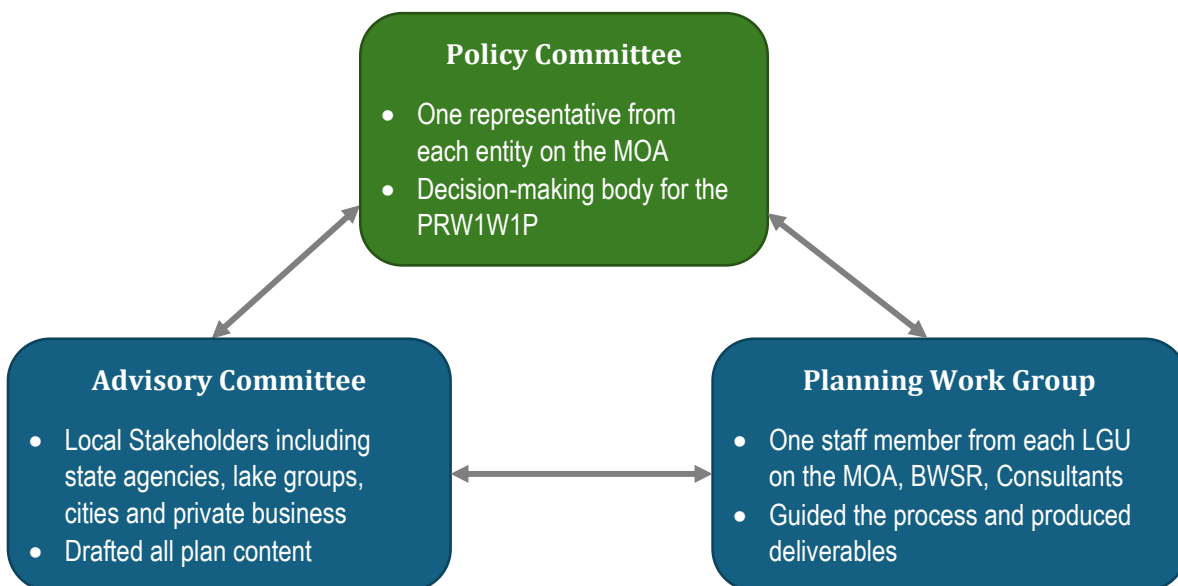 Policy Committee
• One representative from
each entity on the MOA
• Decision-making body for the
PRW1W1P
Advisory Committee
• Local Stakeholders including
state agencies, lake groups,
cities and private business
• Drafted all plan content
Planning Work Group
• One staff member from each LGU
on the MOA, BWSR, Consultants
• Guided the process and produced
deliverables